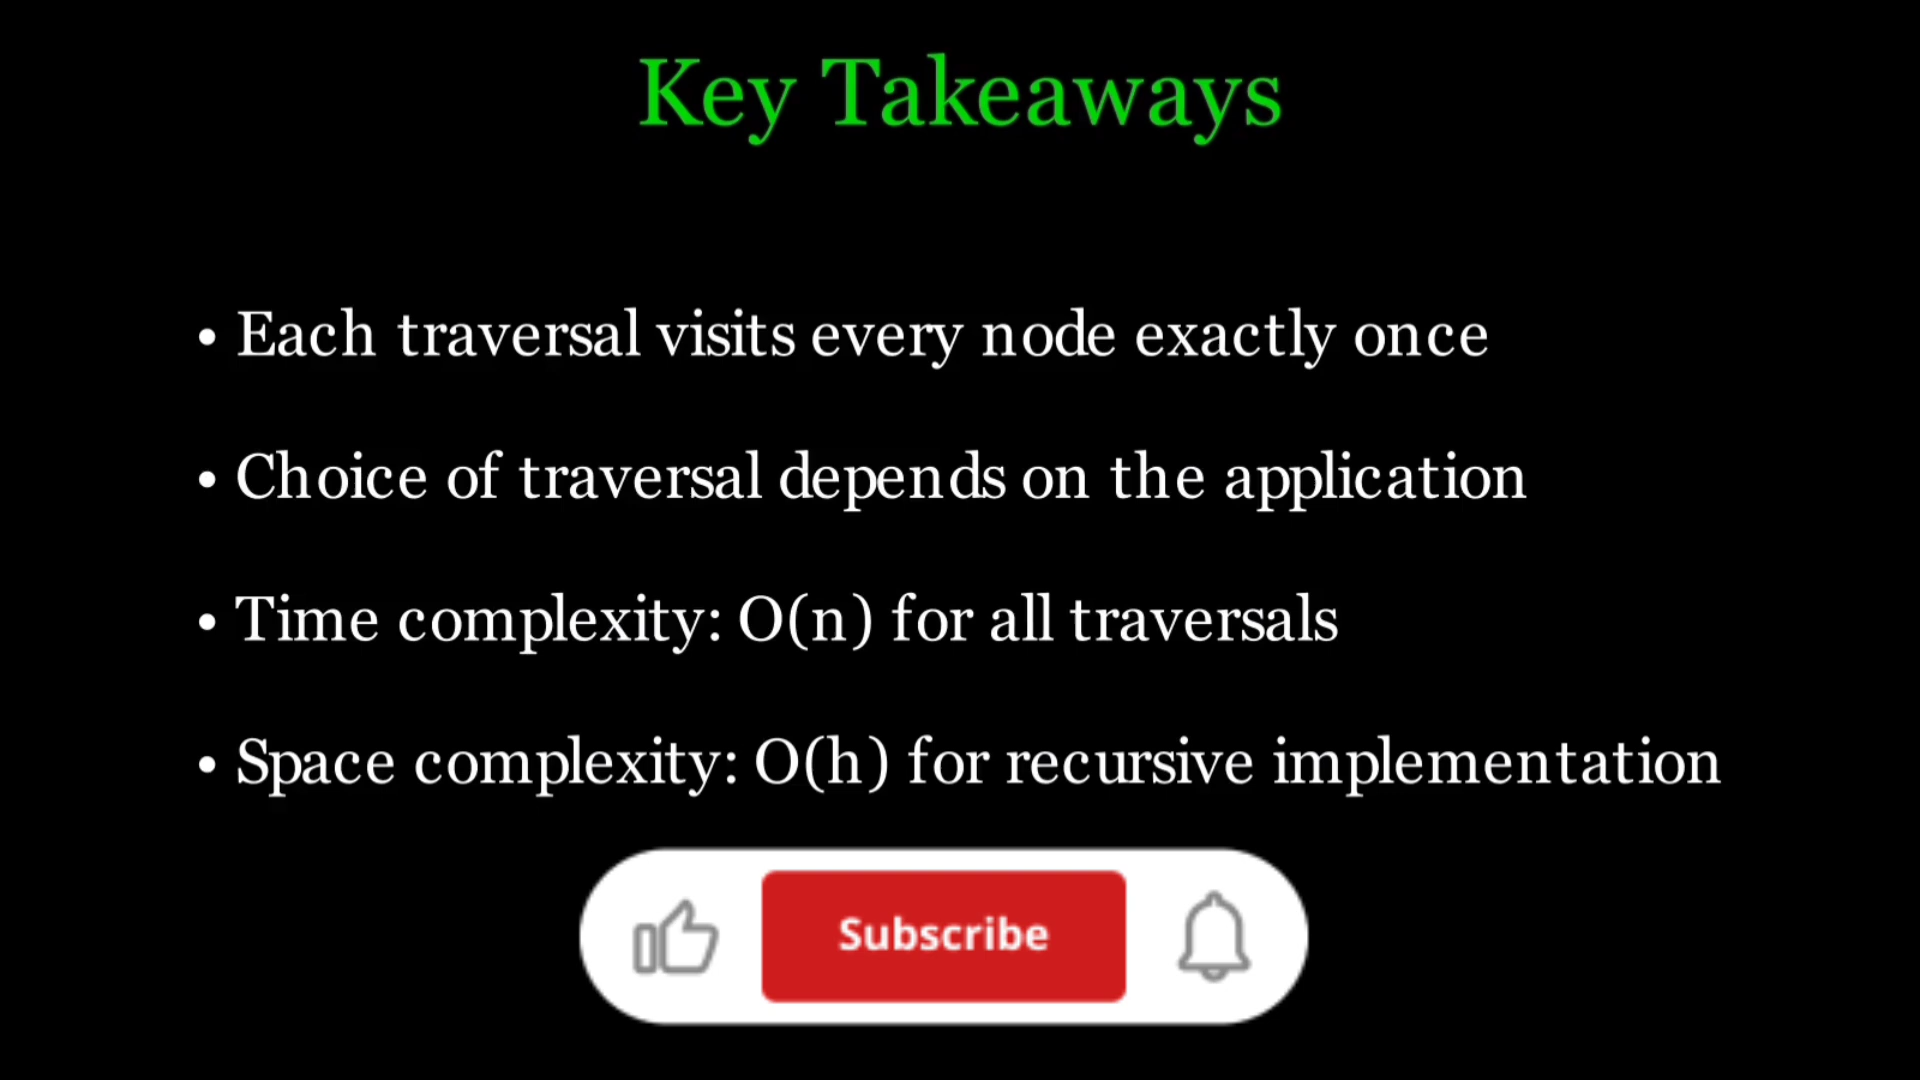 Key Takeaways
• Each traversal visits every node exactly once
• Choice of traversal depends on the application
• Time complexity: O(n) for all traversals
• Space complexity: O(h) for recursive implementation
Subscribe